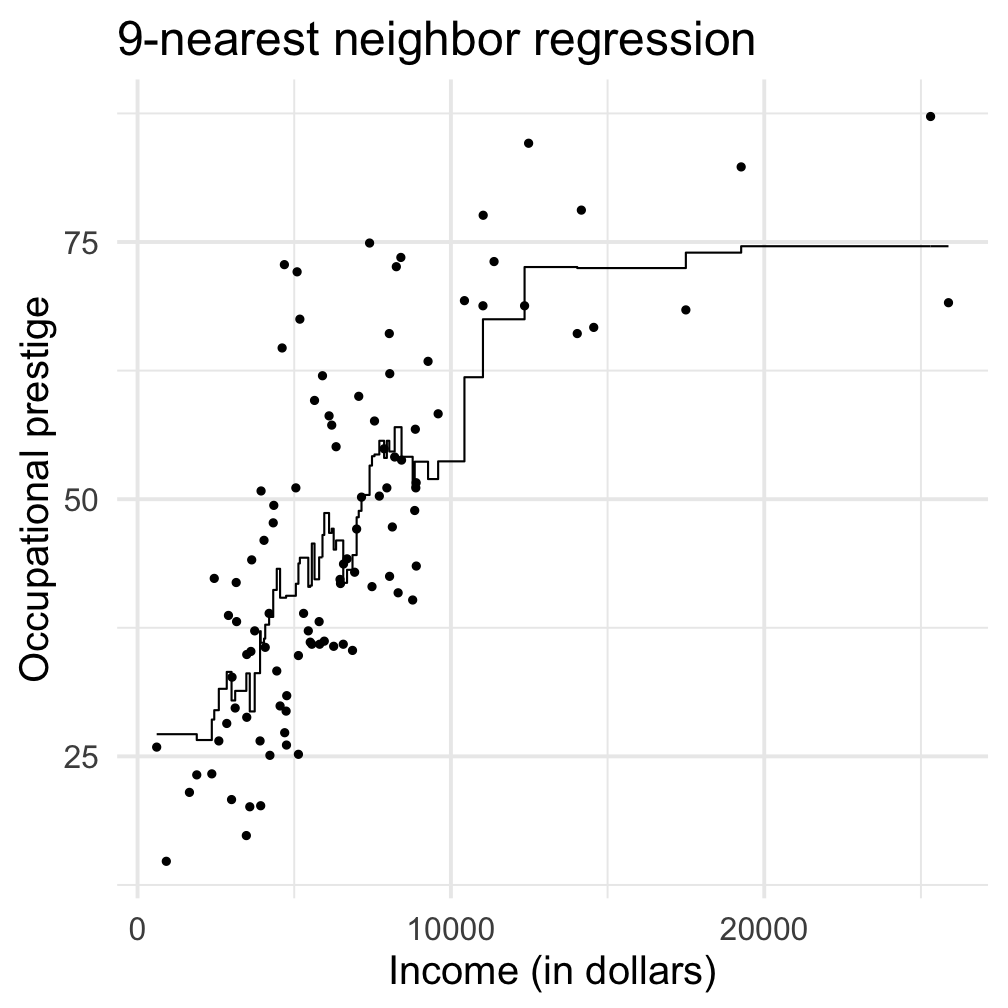 9-nearest neighbor regression
Occupational prestige
75
50
25
0
10000
20000
Income (in dollars)